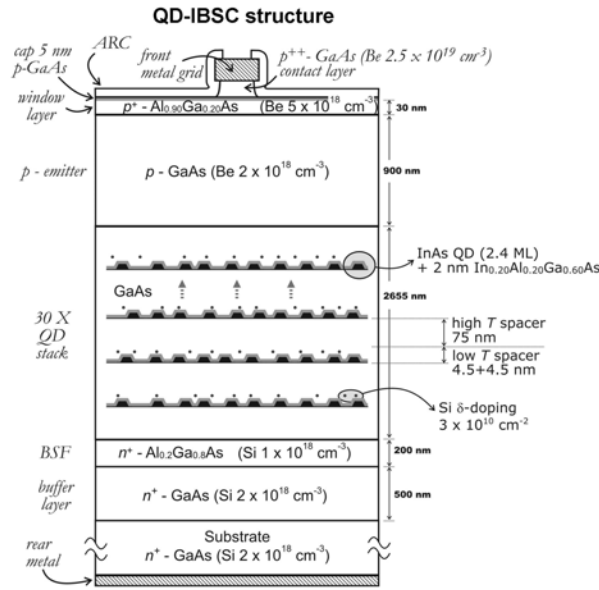 QD-IBSC structure
cap 5 nm
p-GaAs
ARC
front
metal grid
p++- GaAs (Be 2.5 x 10^19 cm^-3)
contact layer
window
layer
p+ - Al0.90Ga0.20As (Be 5 x 10^18 cm^-3)
30 nm
p - emitter
p - GaAs (Be 2 x 10^18 cm^-3)
900 nm
InAs QD (2.4 ML)
+ 2 nm In0.20Al0.20Ga0.60As
GaAs
2655 nm
30 X
QD
stack
high T spacer
75 nm
low T spacer
4.5+4.5 nm
Si δ-doping
3 x 10^10 cm^-2
BSF
n+ - Al0.2Ga0.8As (Si 1 x 10^18 cm^-3)
200 nm
buffer
layer
n+ - GaAs (Si 2 x 10^18 cm^-3)
500 nm
Substrate
n+ - GaAs (Si 2 x 10^18 cm^-3)
rear
metal